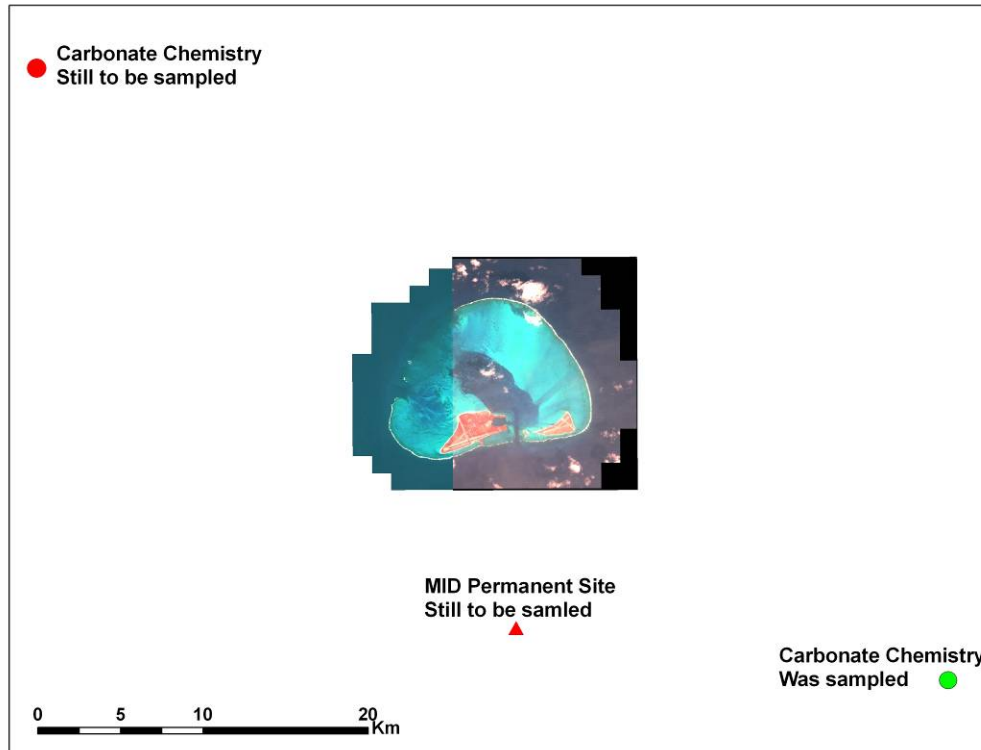 Carbonate Chemistry
Still to be sampled
MID Permanent Site
Still to be samled
Carbonate Chemistry
Was sampled
0 5 10 20
Km